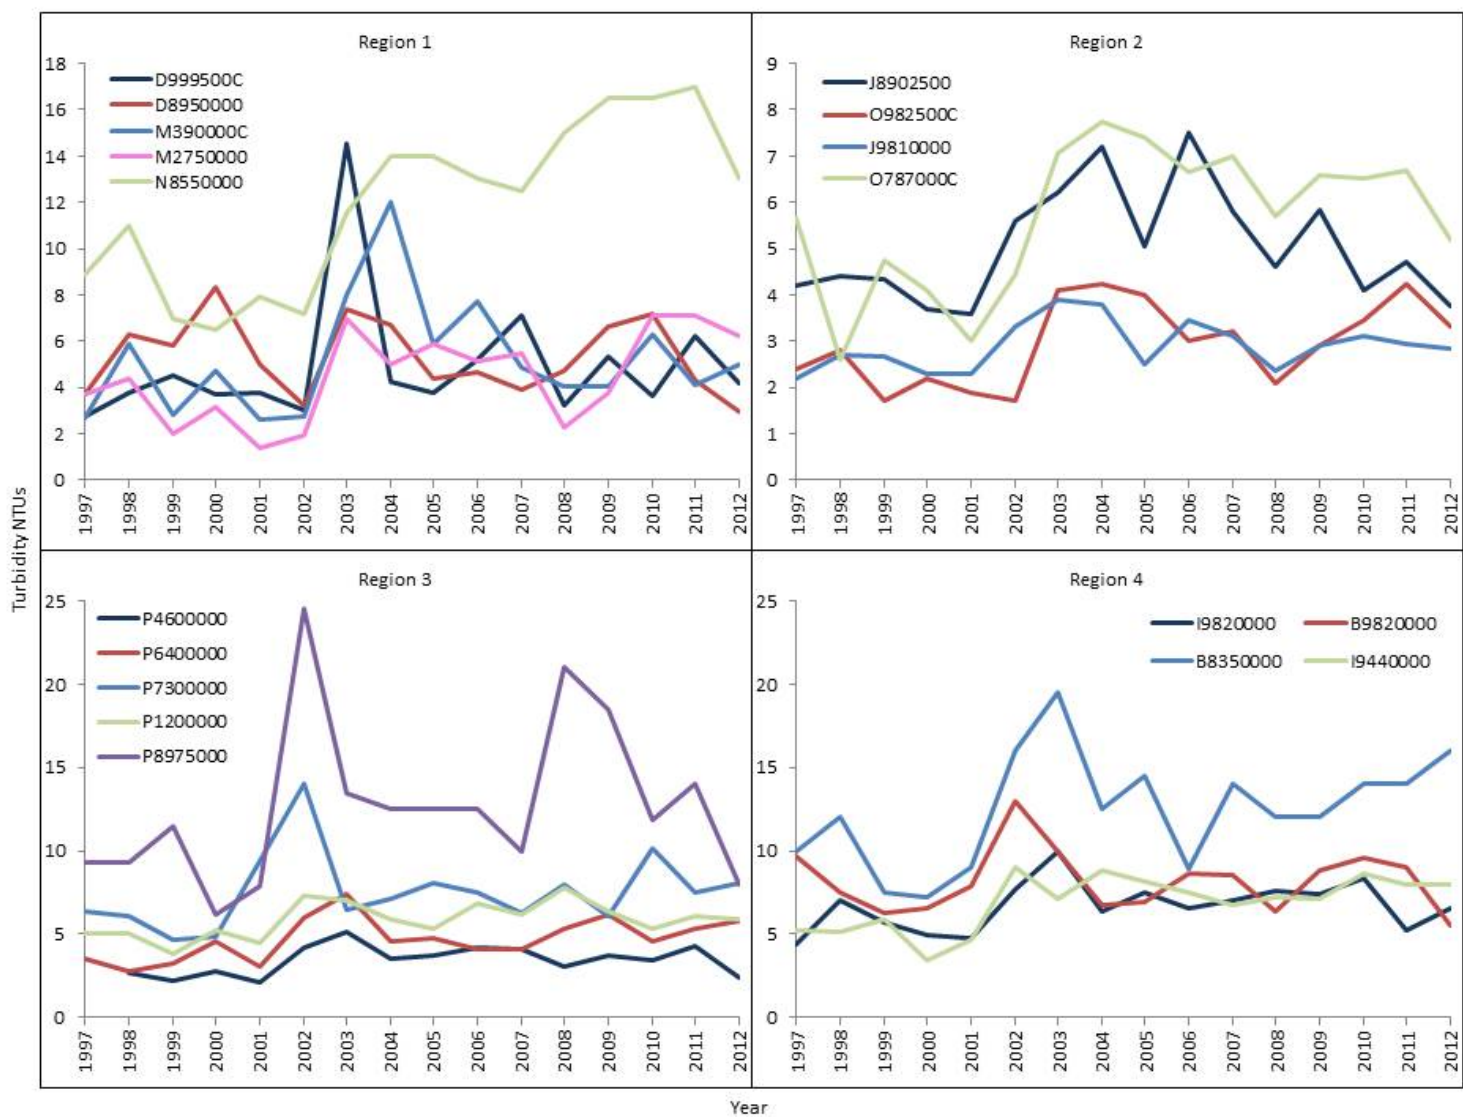 Region 1
18
16
14
12
10
8
6
4
2
0
D999500C
D8950000
M390000C
M2750000
N8550000
1997 1998 1999 2000 2001 2002 2003 2004 2005 2006 2007 2008 2009 2010 2011 2012
Region 2
9
8
7
6
5
4
3
2
1
0
J8902500
O982500C
J9810000
O787000C
1997 1998 1999 2000 2001 2002 2003 2004 2005 2006 2007 2008 2009 2010 2011 2012
Turbidity NTUs
Region 3
25
20
15
10
5
0
P4600000
P6400000
P7300000
P1200000
P8975000
1997 1998 1999 2000 2001 2002 2003 2004 2005 2006 2007 2008 2009 2010 2011 2012
Region 4
25
20
15
10
5
0
I9820000 B9820000
B8350000 I9440000
1997 1998 1999 2000 2001 2002 2003 2004 2005 2006 2007 2008 2009 2010 2011 2012
Year